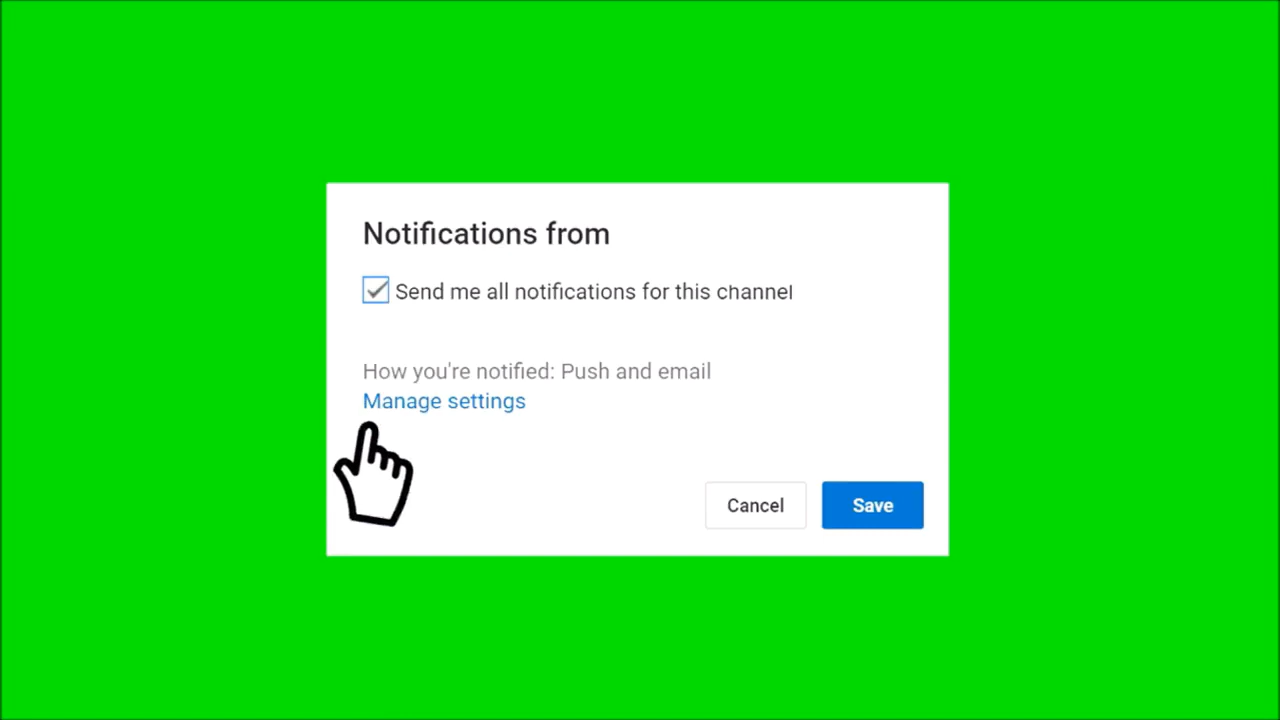 Notifications from
Send me all notifications for this channel
How you're notified: Push and email
Manage settings
Cancel
Save